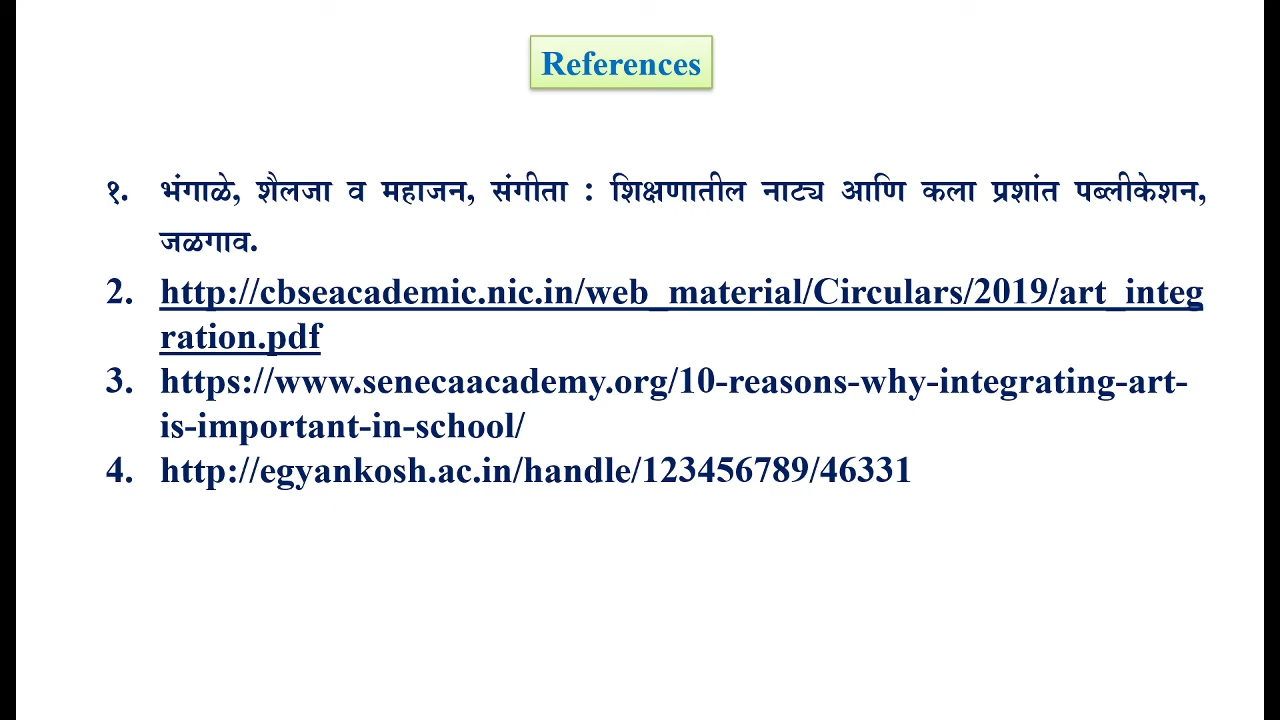 References
१. भंगाळे, शैलजा व महाजन, संगीता : शिक्षणातील नाट्य आणि कला प्रशांत पब्लीकेशन,
जळगाव.
2. http://cbseacademic.nic.in/web_material/Circulars/2019/art_integ
ration.pdf
3. https://www.senecaacademy.org/10-reasons-why-integrating-art-
is-important-in-school/
4. http://egyankosh.ac.in/handle/123456789/46331